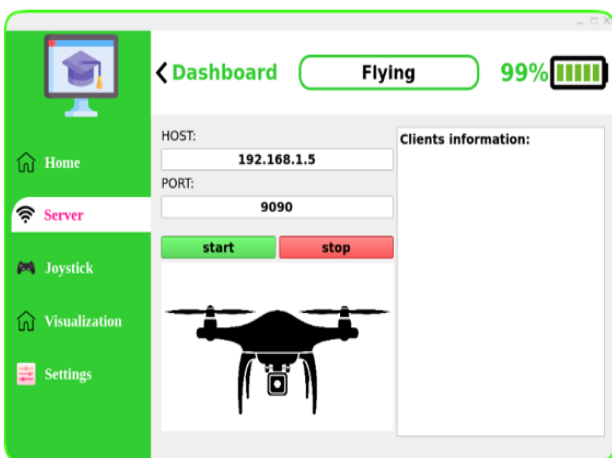 Dashboard
Flying
99%
Home
Server
Joystick
Visualization
Settings
HOST:
192.168.1.5
PORT:
9090
start
stop
Clients information: